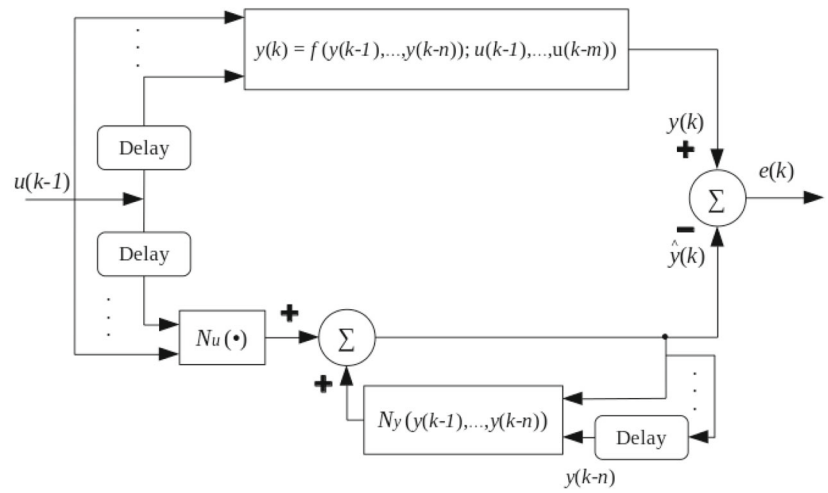 y(k) = f (y(k-1),...,y(k-n)); u(k-1),...,u(k-m))
y(k)
+
Delay
u(k-1)
e(k)
Σ
−
ŷ(k)
Delay
+
Nu (•)
Σ
+
Ny (y(k-1),...,y(k-n))
Delay
y(k-n)